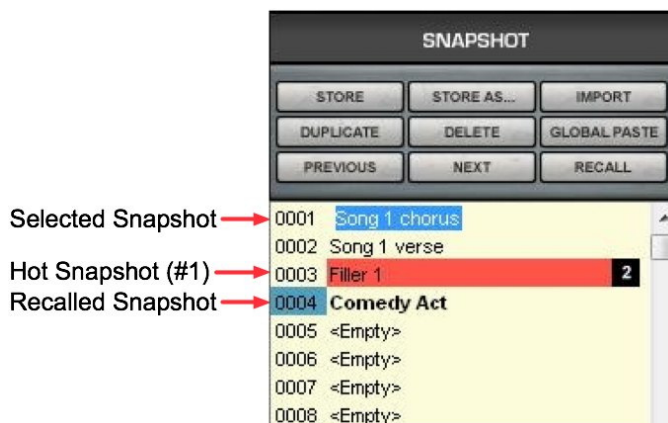 SNAPSHOT
STORE STORE AS... IMPORT
DUPLICATE DELETE GLOBAL PASTE
PREVIOUS NEXT RECALL
Selected Snapshot 0001 Song 1 chorus
0002 Song 1 verse
Hot Snapshot (#1) 0003 Filler 1 2
Recalled Snapshot 0004 Comedy Act
0005 <Empty>
0006 <Empty>
0007 <Empty>
0008 <Empty>